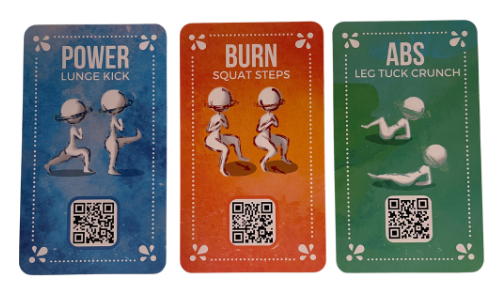 POWER
LUNGE KICK
BURN
SQUAT STEPS
ABS
LEG TUCK CRUNCH